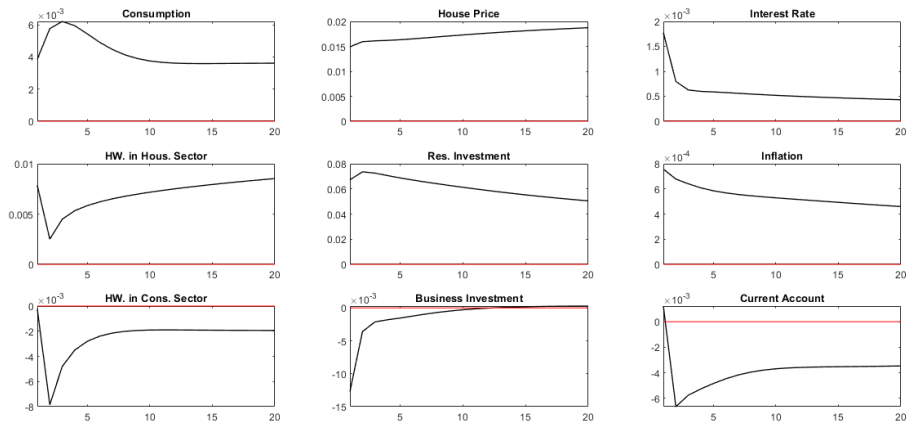 Consumption
×10⁻³
6
4
2
0
5 10 15 20
House Price
0.02
0.015
0.01
0.005
0
5 10 15 20
Interest Rate
×10⁻³
2
1.5
1
0.5
0
5 10 15 20
HW. in Hous. Sector
0.01
0.005
0
5 10 15 20
Res. Investment
0.08
0.06
0.04
0.02
0
5 10 15 20
Inflation
×10⁻⁴
8
6
4
2
0
5 10 15 20
HW. in Cons. Sector
×10⁻³
0
-2
-4
-6
-8
5 10 15 20
Business Investment
×10⁻³
0
-5
-10
-15
5 10 15 20
Current Account
×10⁻³
0
-2
-4
-6
5 10 15 20